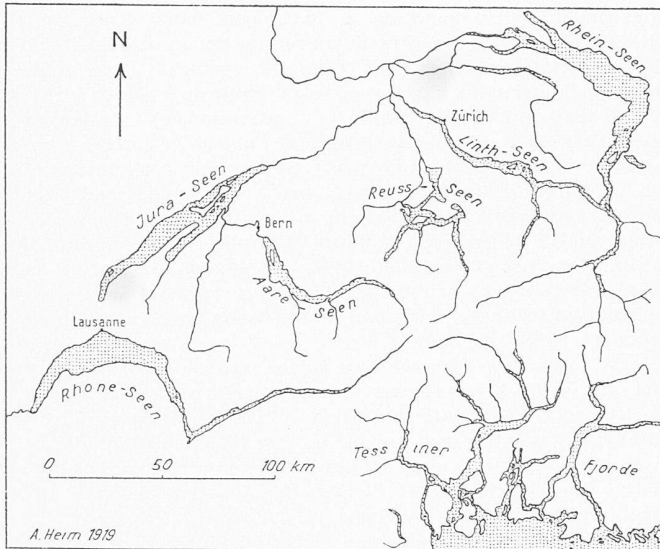 N
Rhein-Seen
Zürich
Linth-Seen
Jura-Seen
Reuss-Seen
Bern
Aare-Seen
Lausanne
Rhone-Seen
Tessiner Fjorde
0 50 100 km
A. Heim 1919